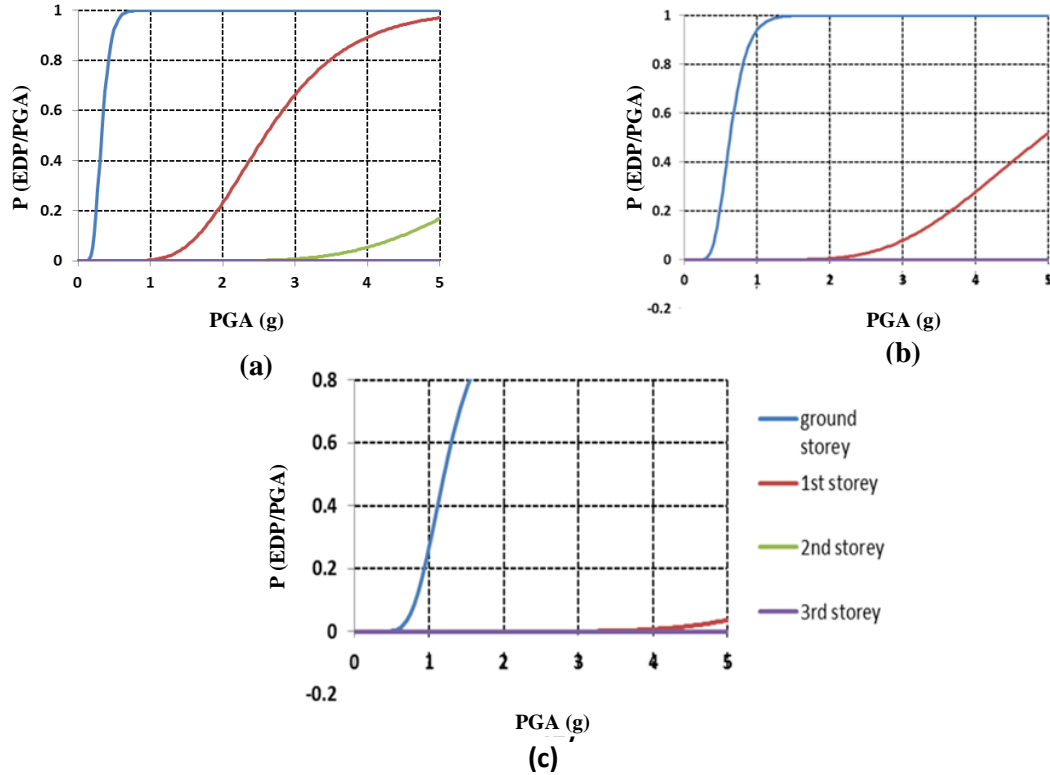 1
0.8
0.6
0.4
0.2
0
0 1 2 3 4 5
P (EDP/PGA)
PGA (g)
(a)
1
0.8
0.6
0.4
0.2
0
-0.2
0 1 2 3 4 5
P (EDP/PGA)
PGA (g)
(b)
0.8
0.6
0.4
0.2
0
-0.2
0 1 2 3 4 5
P (EDP/PGA)
PGA (g)
(c)
ground
storey
1st storey
2nd storey
3rd storey